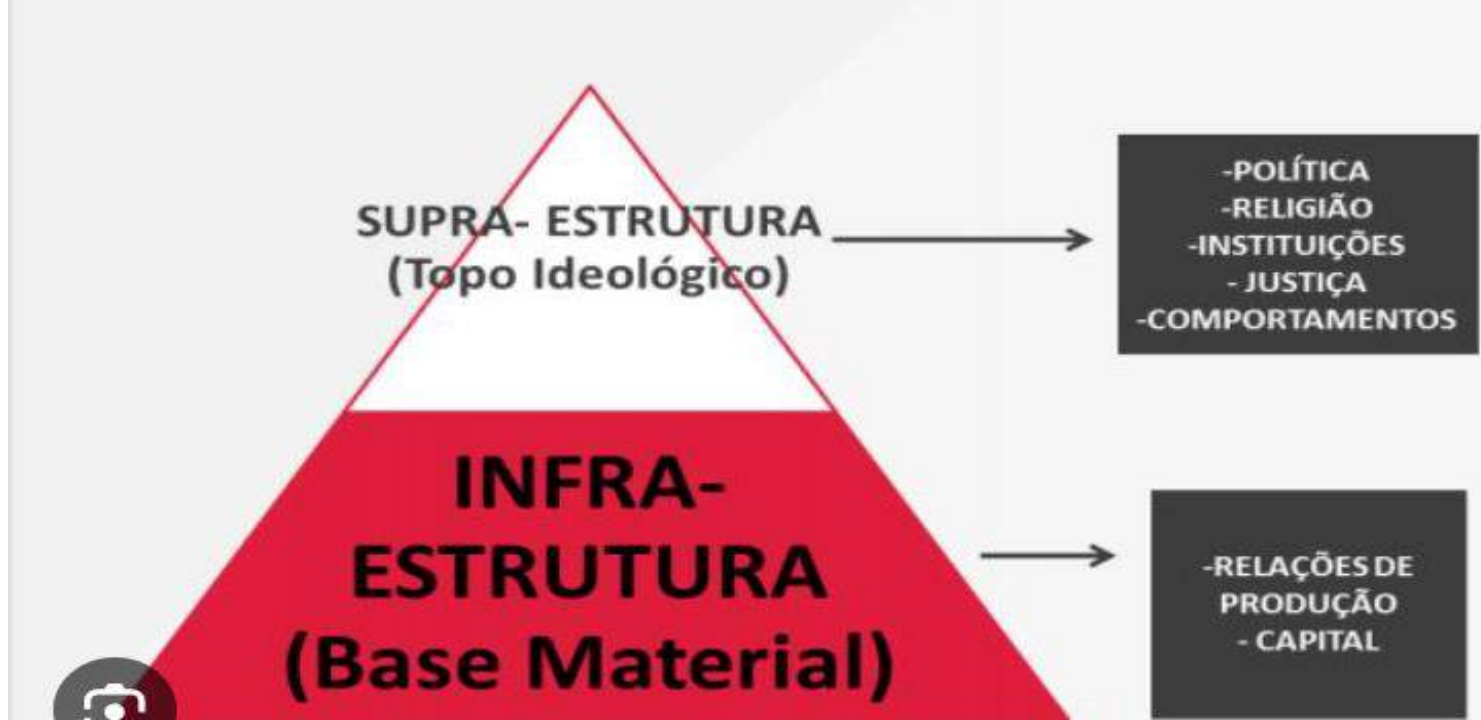 SUPRA- ESTRUTURA
(Topo Ideológico)
-POLÍTICA
-RELIGIÃO
-INSTITUIÇÕES
- JUSTIÇA
-COMPORTAMENTOS
INFRA-
ESTRUTURA
(Base Material)
-RELAÇÕES DE
PRODUÇÃO
- CAPITAL